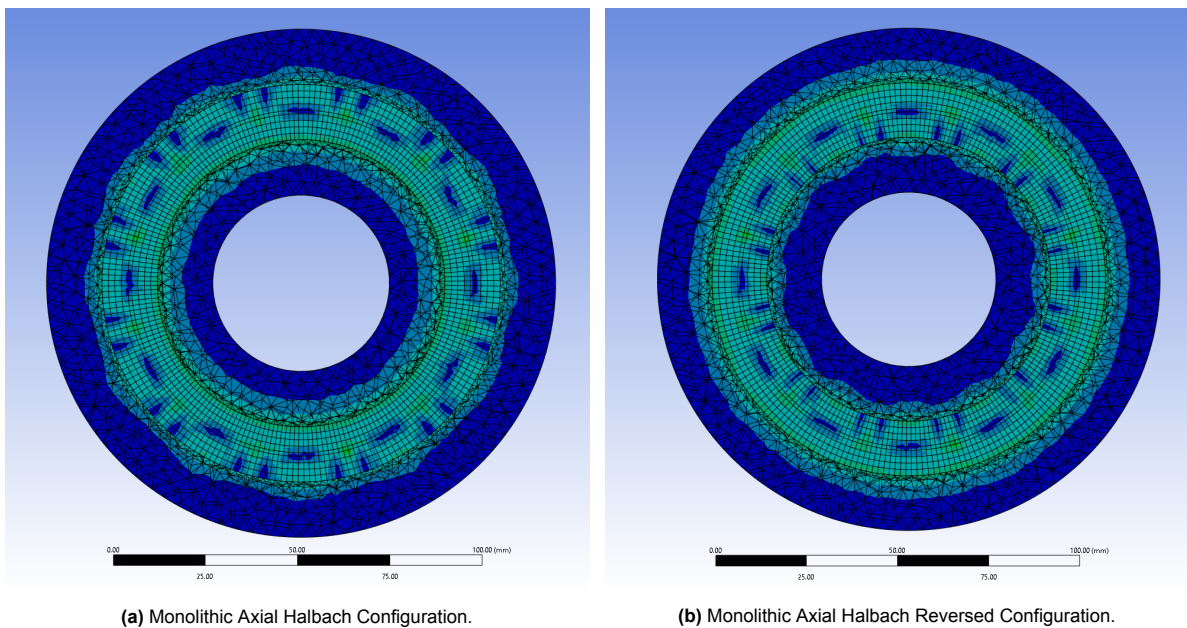 0.00 50.00 100.00 (mm)
25.00 75.00
0.00 50.00 100.00 (mm)
25.00 75.00
(a) Monolithic Axial Halbach Configuration.
(b) Monolithic Axial Halbach Reversed Configuration.